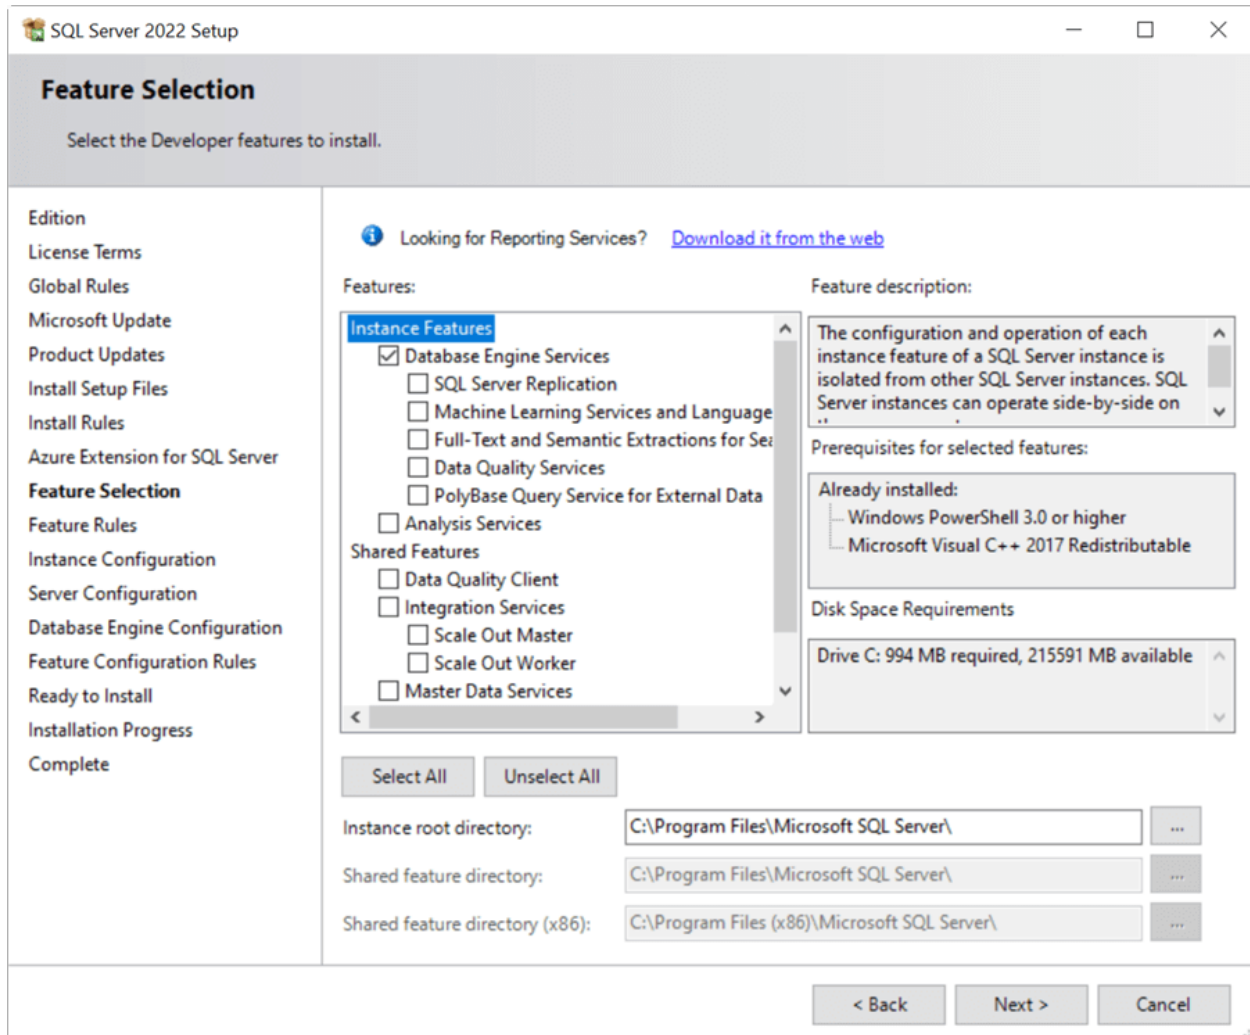 SQL Server 2022 Setup
Feature Selection
Select the Developer features to install.
Edition
License Terms
Global Rules
Microsoft Update
Product Updates
Install Setup Files
Install Rules
Azure Extension for SQL Server
Feature Selection
Feature Rules
Instance Configuration
Server Configuration
Database Engine Configuration
Feature Configuration Rules
Ready to Install
Installation Progress
Complete
Looking for Reporting Services? Download it from the web
Features:
Instance Features
Database Engine Services
SQL Server Replication
Machine Learning Services and Language
Full-Text and Semantic Extractions for Sea
Data Quality Services
PolyBase Query Service for External Data
Analysis Services
Shared Features
Data Quality Client
Integration Services
Scale Out Master
Scale Out Worker
Master Data Services
Feature description:
The configuration and operation of each
instance feature of a SQL Server instance is
isolated from other SQL Server instances. SQL
Server instances can operate side-by-side on
Prerequisites for selected features:
Already installed:
Windows PowerShell 3.0 or higher
Microsoft Visual C++ 2017 Redistributable
Disk Space Requirements
Drive C: 994 MB required, 215591 MB available
Select All
Unselect All
Instance root directory: C:\Program Files\Microsoft SQL Server\ ...
Shared feature directory: C:\Program Files\Microsoft SQL Server\ ...
Shared feature directory (x86): C:\Program Files (x86)\Microsoft SQL Server\ ...
< Back
Next >
Cancel